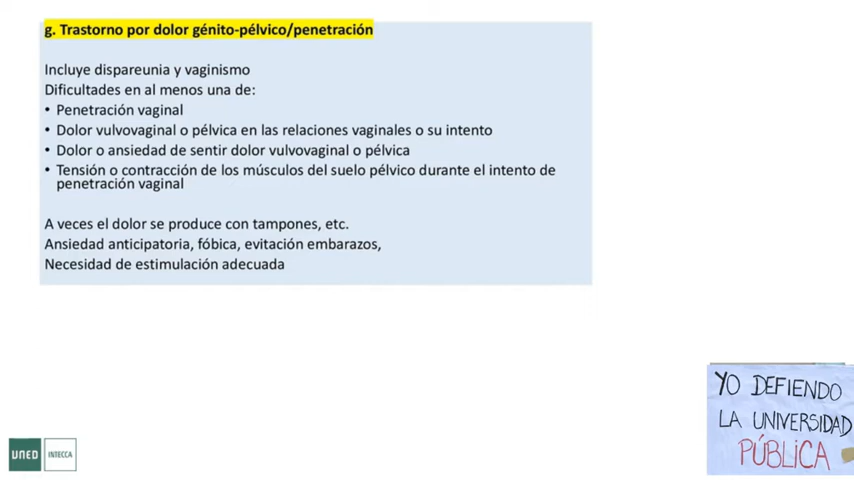 g. Trastorno por dolor génito-pélvico/penetración
Incluye dispareunia y vaginismo
Dificultades en al menos una de:
• Penetración vaginal
• Dolor vulvovaginal o pélvica en las relaciones vaginales o su intento
• Dolor o ansiedad de sentir dolor vulvovaginal o pélvica
• Tensión o contracción de los músculos del suelo pélvico durante el intento de
penetración vaginal
A veces el dolor se produce con tampones, etc.
Ansiedad anticipatoria, fóbica, evitación embarazos,
Necesidad de estimulación adecuada
YO DEFIENDO
LA UNIVERSIDAD
PÚBLiCA
UNED INTECCA